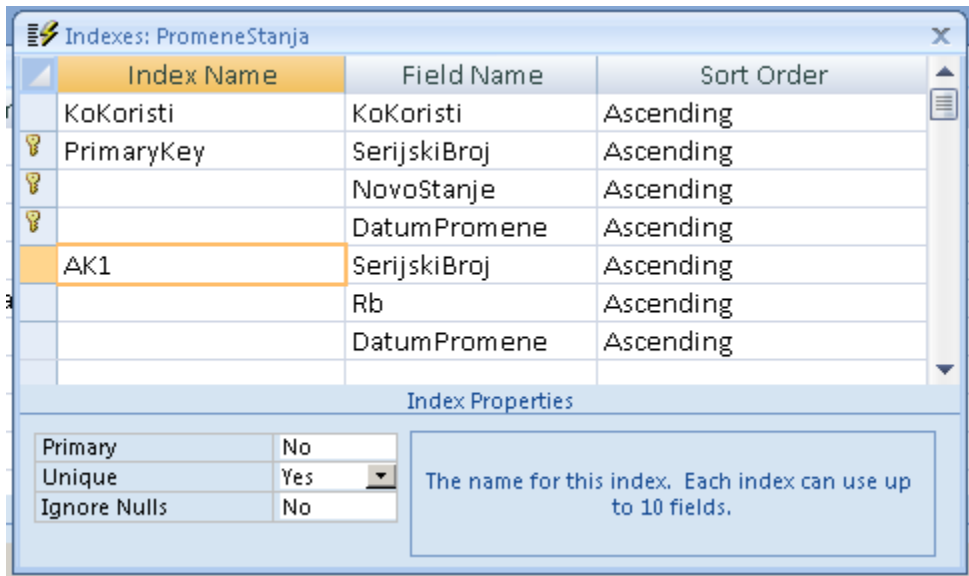 Indexes: PromeneStanja
Index Name Field Name Sort Order
KoKoristi KoKoristi Ascending
PrimaryKey SerijskiBroj Ascending
NovoStanje Ascending
DatumPromene Ascending
AK1 SerijskiBroj Ascending
Rb Ascending
DatumPromene Ascending
Index Properties
Primary No
Unique Yes
Ignore Nulls No
The name for this index. Each index can use up
to 10 fields.